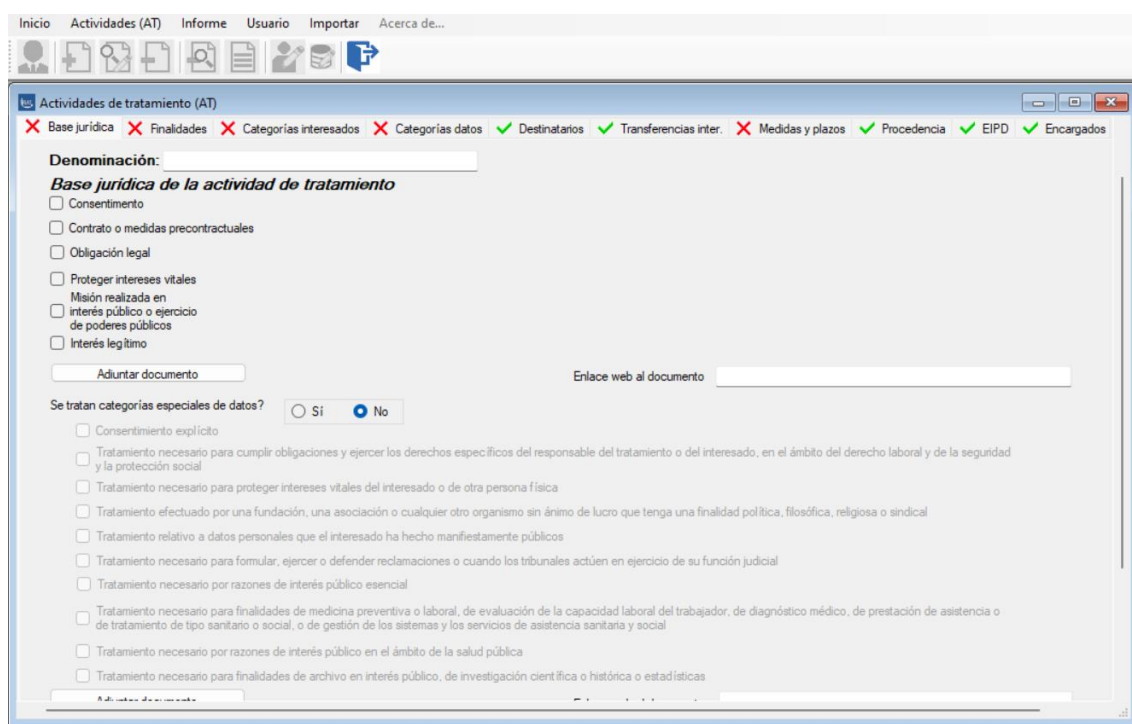 Inicio Actividades (AT) Informe Usuario Importar Acerca de...
Actividades de tratamiento (AT)
Base jurídica Finalidades Categorías interesados Categorías datos Destinatarios Transferencias inter. Medidas y plazos Procedencia EIPD Encargados
Denominación:
Base jurídica de la actividad de tratamiento
Consentimento
Contrato o medidas precontractuales
Obligación legal
Proteger intereses vitales
Misión realizada en
interés público o ejercicio
de poderes públicos
Interés legítimo
Adjuntar documento Enlace web al documento
Se tratan categorías especiales de datos? Sí No
Consentimiento explícito
Tratamiento necesario para cumplir obligaciones y ejercer los derechos específicos del responsable del tratamiento o del interesado, en el ámbito del derecho laboral y de la seguridad
y la protección social
Tratamiento necesario para proteger intereses vitales del interesado o de otra persona física
Tratamiento efectuado por una fundación, una asociación o cualquier otro organismo sin ánimo de lucro que tenga una finalidad política, filosófica, religiosa o sindical
Tratamiento relativo a datos personales que el interesado ha hecho manifiestamente públicos
Tratamiento necesario para formular, ejercer o defender reclamaciones o cuando los tribunales actúen en ejercicio de su función judicial
Tratamiento necesario por razones de interés público esencial
Tratamiento necesario para finalidades de medicina preventiva o laboral, de evaluación de la capacidad laboral del trabajador, de diagnóstico médico, de prestación de asistencia o
de tratamiento de tipo sanitario o social, o de gestión de los sistemas y los servicios de asistencia sanitaria y social
Tratamiento necesario por razones de interés público en el ámbito de la salud pública
Tratamiento necesario para finalidades de archivo en interés público, de investigación científica o histórica o estadísticas
Adjuntar documento